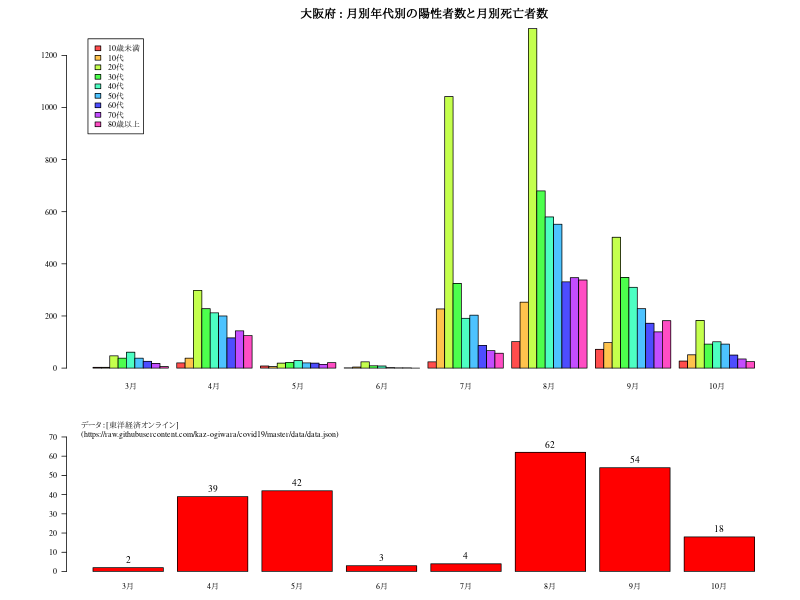 大阪府 : 月別年代別の陽性者数と月別死亡者数
1200
1000
800
600
400
200
0
10歳未満
10代
20代
30代
40代
50代
60代
70代
80歳以上
3月 4月 5月 6月 7月 8月 9月 10月
データ : [東洋経済オンライン]
(https://raw.githubusercontent.com/kaz-ogiwara/covid19/master/data/data.json)
70
60
50
40
30
20
10
0
2 39 42 3 4 62 54 18
3月 4月 5月 6月 7月 8月 9月 10月